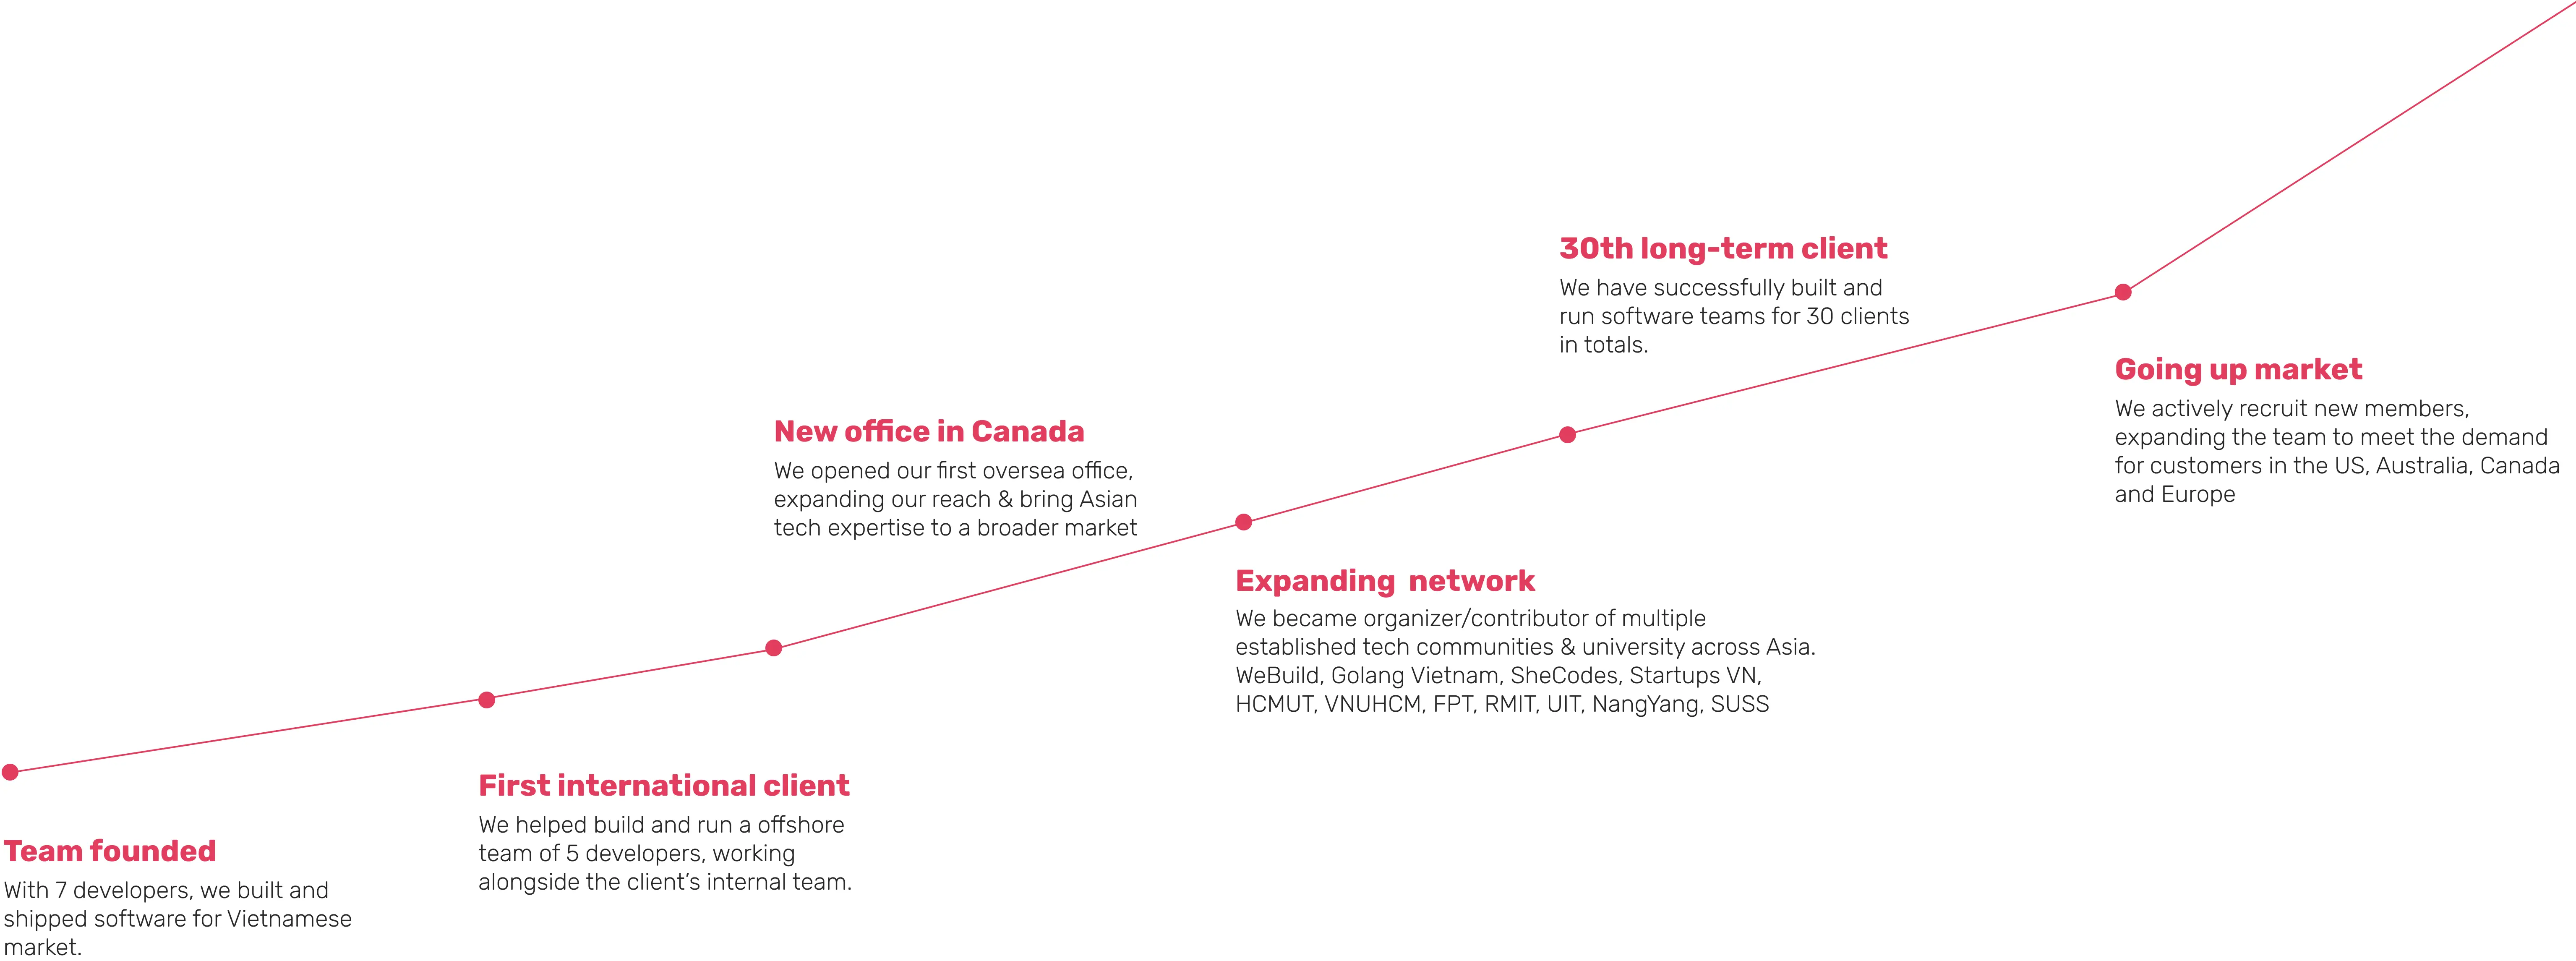 Team founded
With 7 developers, we built and
shipped software for Vietnamese
market.
First international client
We helped build and run a offshore
team of 5 developers, working
alongside the client’s internal team.
New office in Canada
We opened our first oversea office,
expanding our reach & bring Asian
tech expertise to a broader market
Expanding  network
We became organizer/contributor of multiple
established tech communities & university across Asia.
WeBuild, Golang Vietnam, SheCodes, Startups VN,
HCMUT, VNUHCM, FPT, RMIT, UIT, NangYang, SUSS
30th long-term client
We have successfully built and
run software teams for 30 clients
in totals.
Going up market
We actively recruit new members,
expanding the team to meet the demand
for customers in the US, Australia, Canada
and Europe